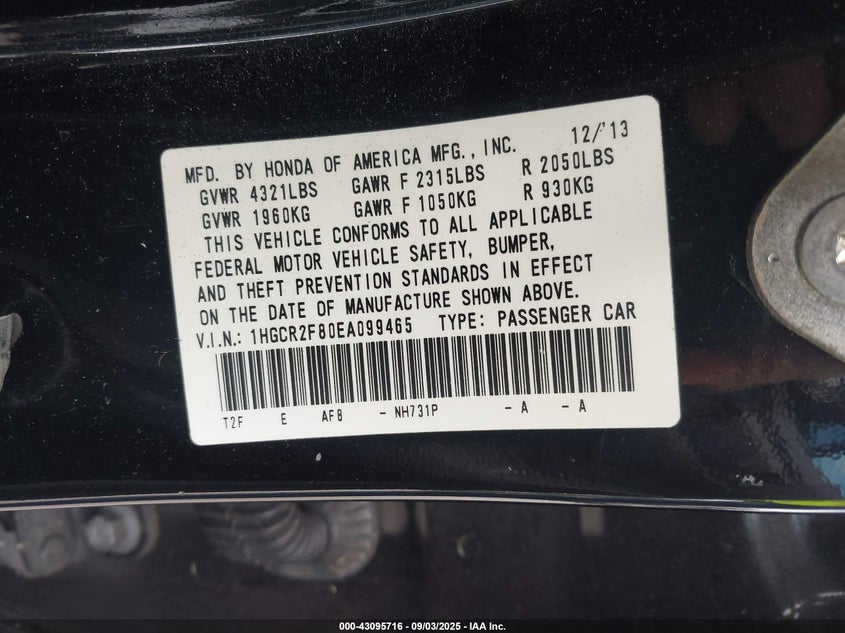 12/'13
MFD. BY HONDA OF AMERICA MFG., INC.
GVWR 4321LBS GAWR F 2315LBS R 2050LBS
GVWR 1960KG GAWR F 1050KG R 930KG
THIS VEHICLE CONFORMS TO ALL APPLICABLE
FEDERAL MOTOR VEHICLE SAFETY, BUMPER,
AND THEFT PREVENTION STANDARDS IN EFFECT
ON THE DATE OF MANUFACTURE SHOWN ABOVE.
V.I.N.: 1HGCR2F80EA099465 TYPE: PASSENGER CAR
T2F E AF8 - NH731P - A - A
000-43095716 - 09/03/2025 - IAA Inc.